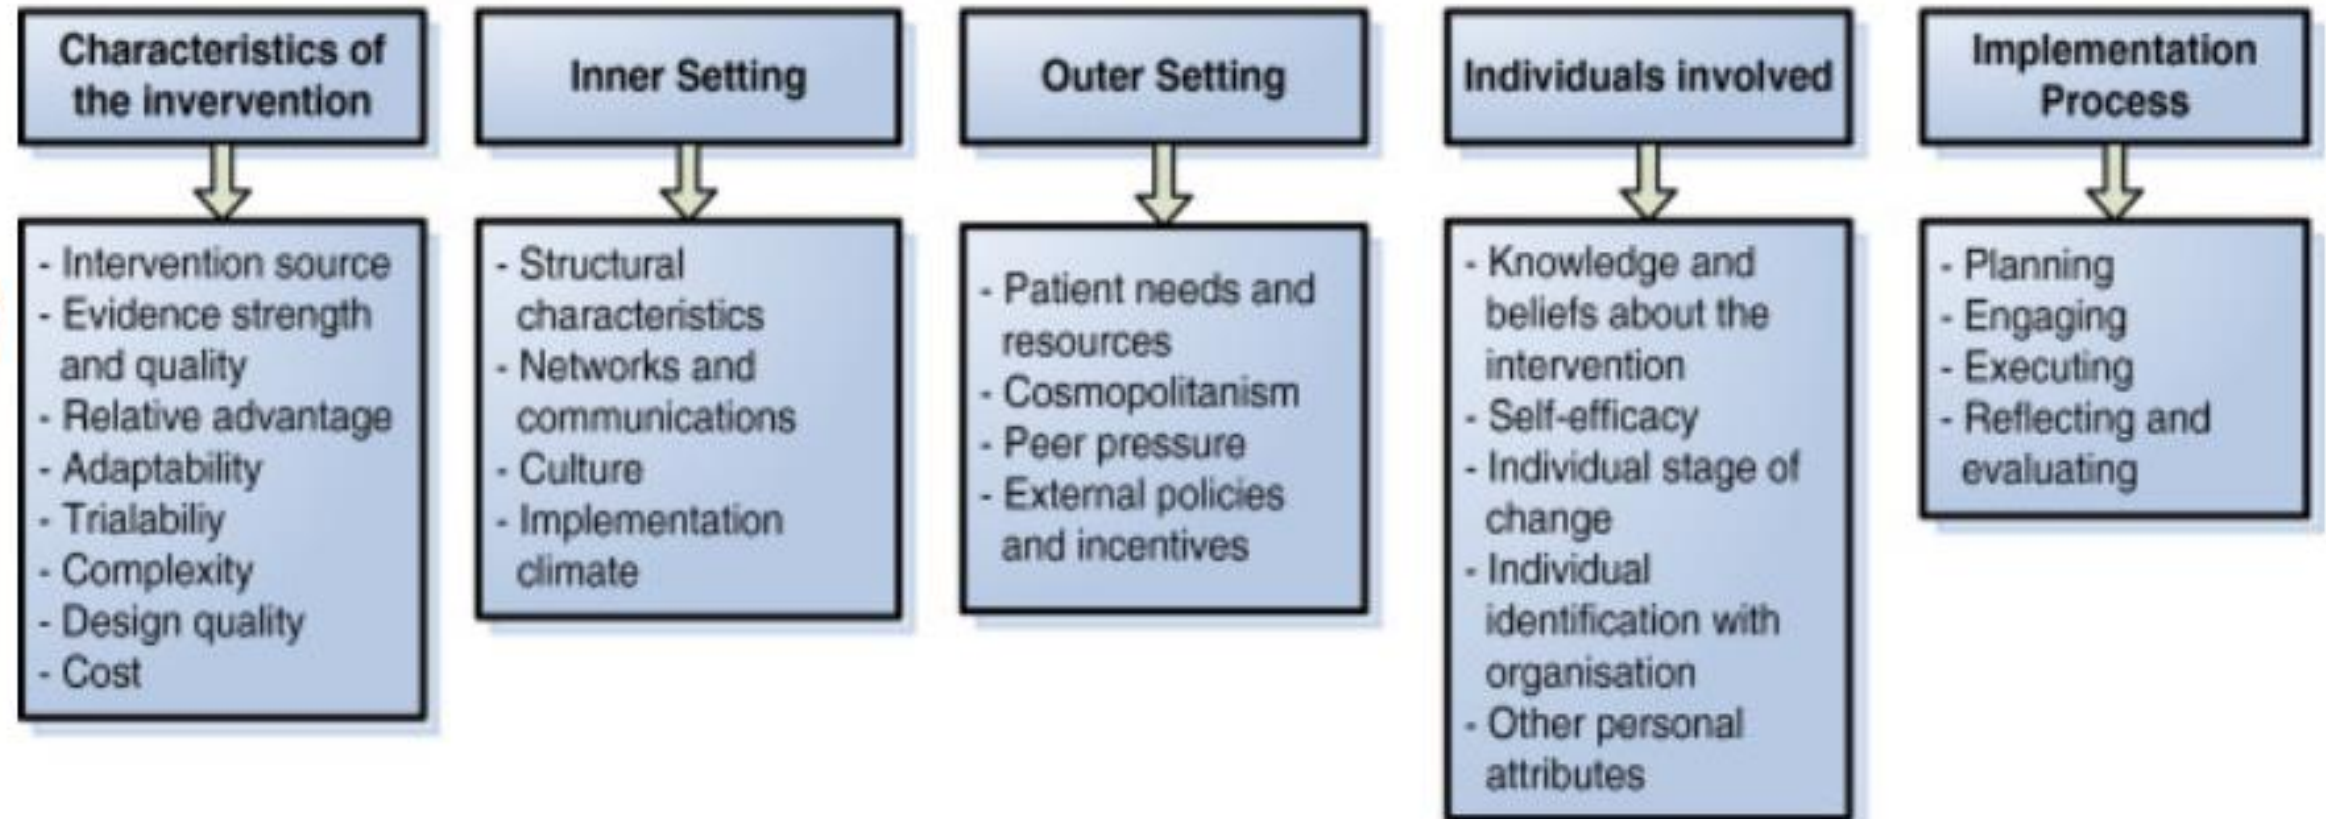 Characteristics of
the invervention
- Intervention source
- Evidence strength
and quality
- Relative advantage
- Adaptability
- Trialabiliy
- Complexity
- Design quality
- Cost
Inner Setting
- Structural
characteristics
- Networks and
communications
- Culture
- Implementation
climate
Outer Setting
- Patient needs and
resources
- Cosmopolitanism
- Peer pressure
- External policies
and incentives
Individuals involved
- Knowledge and
beliefs about the
intervention
- Self-efficacy
- Individual stage of
change
- Individual
identification with
organisation
- Other personal
attributes
Implementation
Process
- Planning
- Engaging
- Executing
- Reflecting and
evaluating